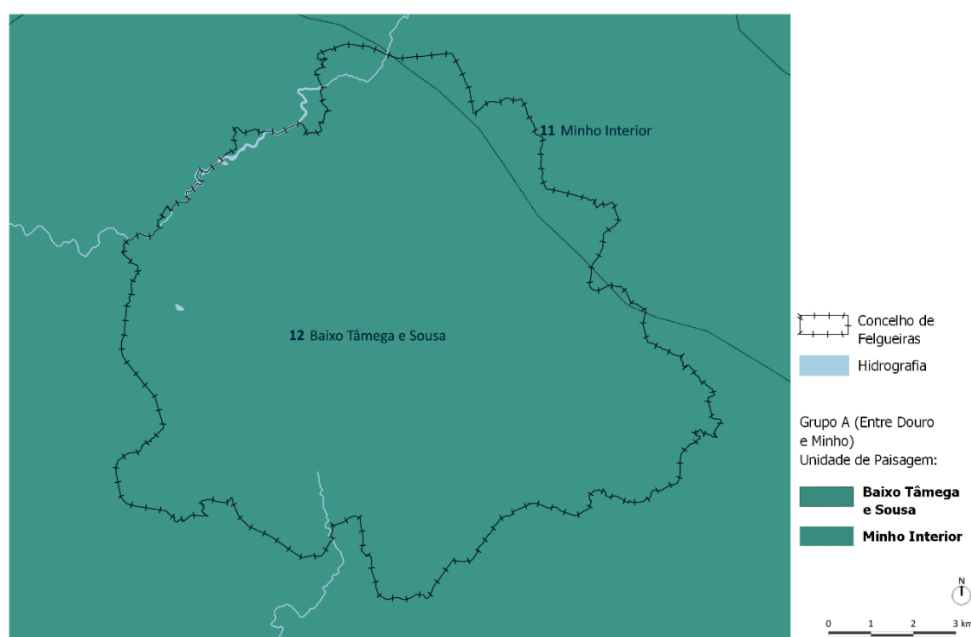 11 Minho Interior
12 Baixo Tâmega e Sousa
Concelho de
Felgueiras
Hidrografia
Grupo A (Entre Douro
e Minho)
Unidade de Paisagem:
Baixo Tâmega
e Sousa
Minho Interior
N
0 1 2 3 km